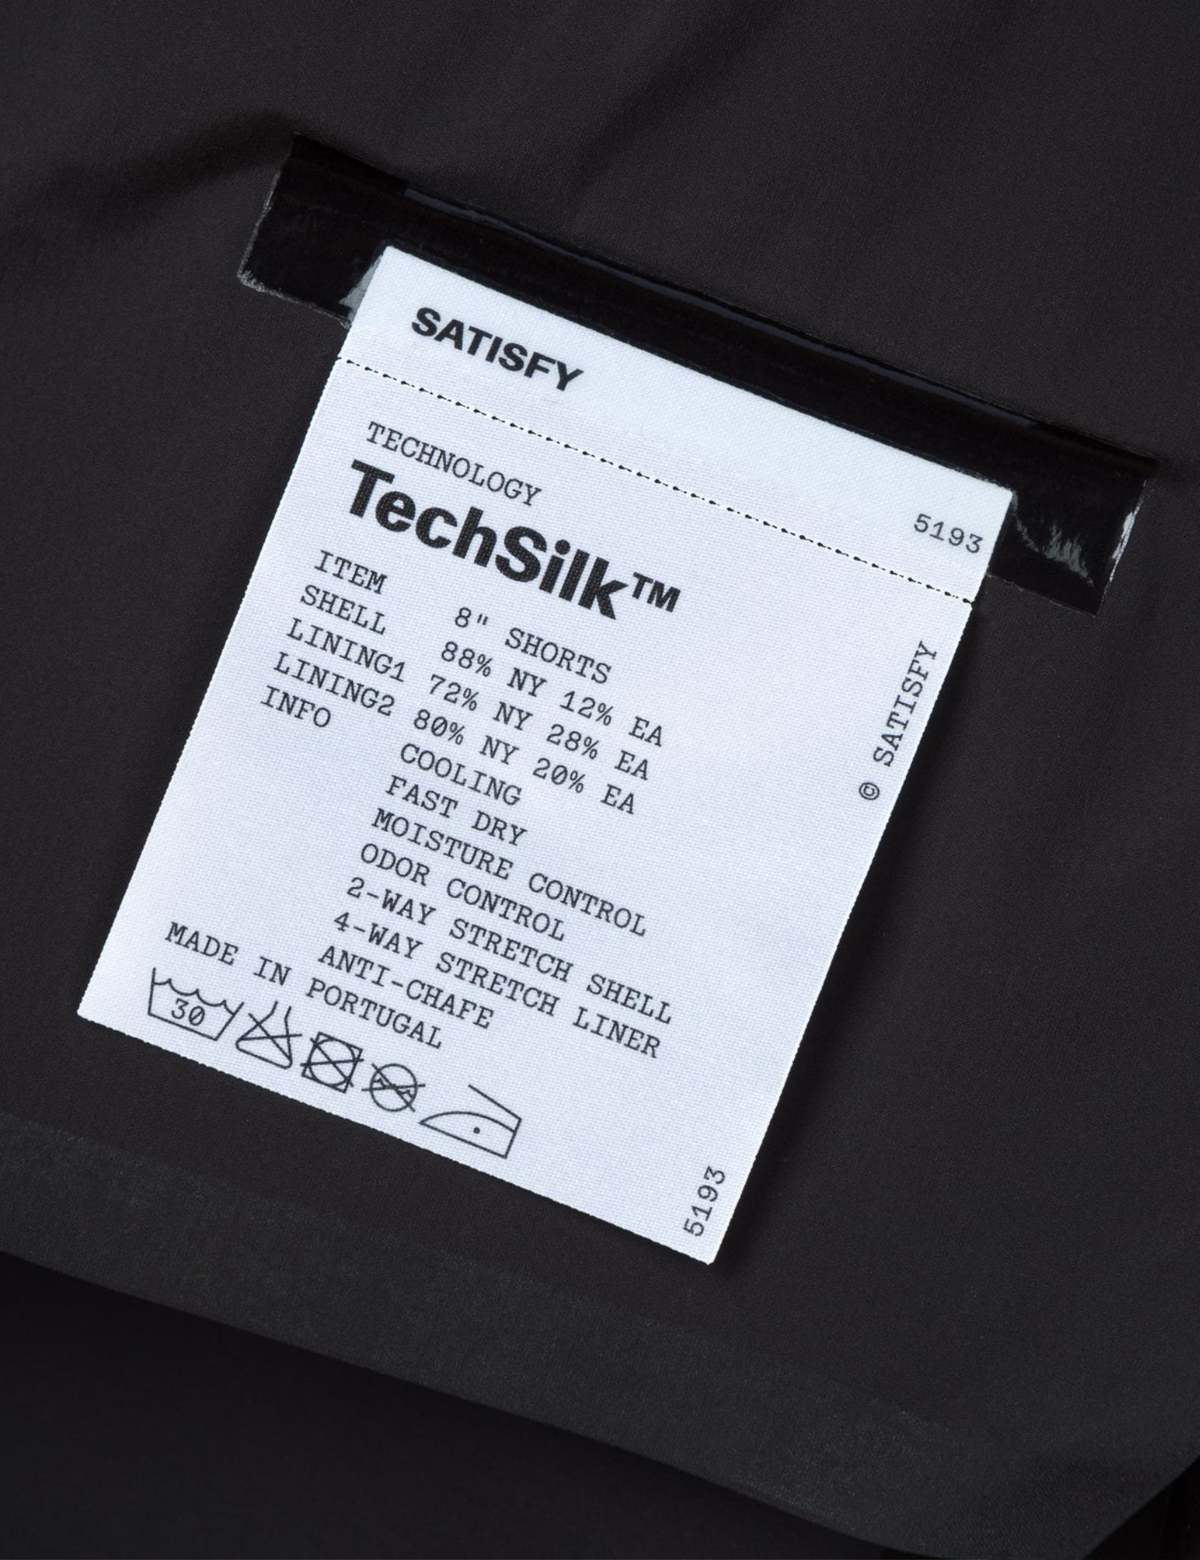 SATISFY
5193
TECHNOLOGY
TechSilk™
ITEM 8" SHORTS
SHELL 88% NY 12% EA
LINING1 72% NY 28% EA
LINING2 80% NY 20% EA
INFO COOLING
FAST DRY
MOISTURE CONTROL
ODOR CONTROL
2-WAY STRETCH SHELL
4-WAY STRETCH LINER
ANTI-CHAFE
MADE IN PORTUGAL
30
© SATISFY
5193